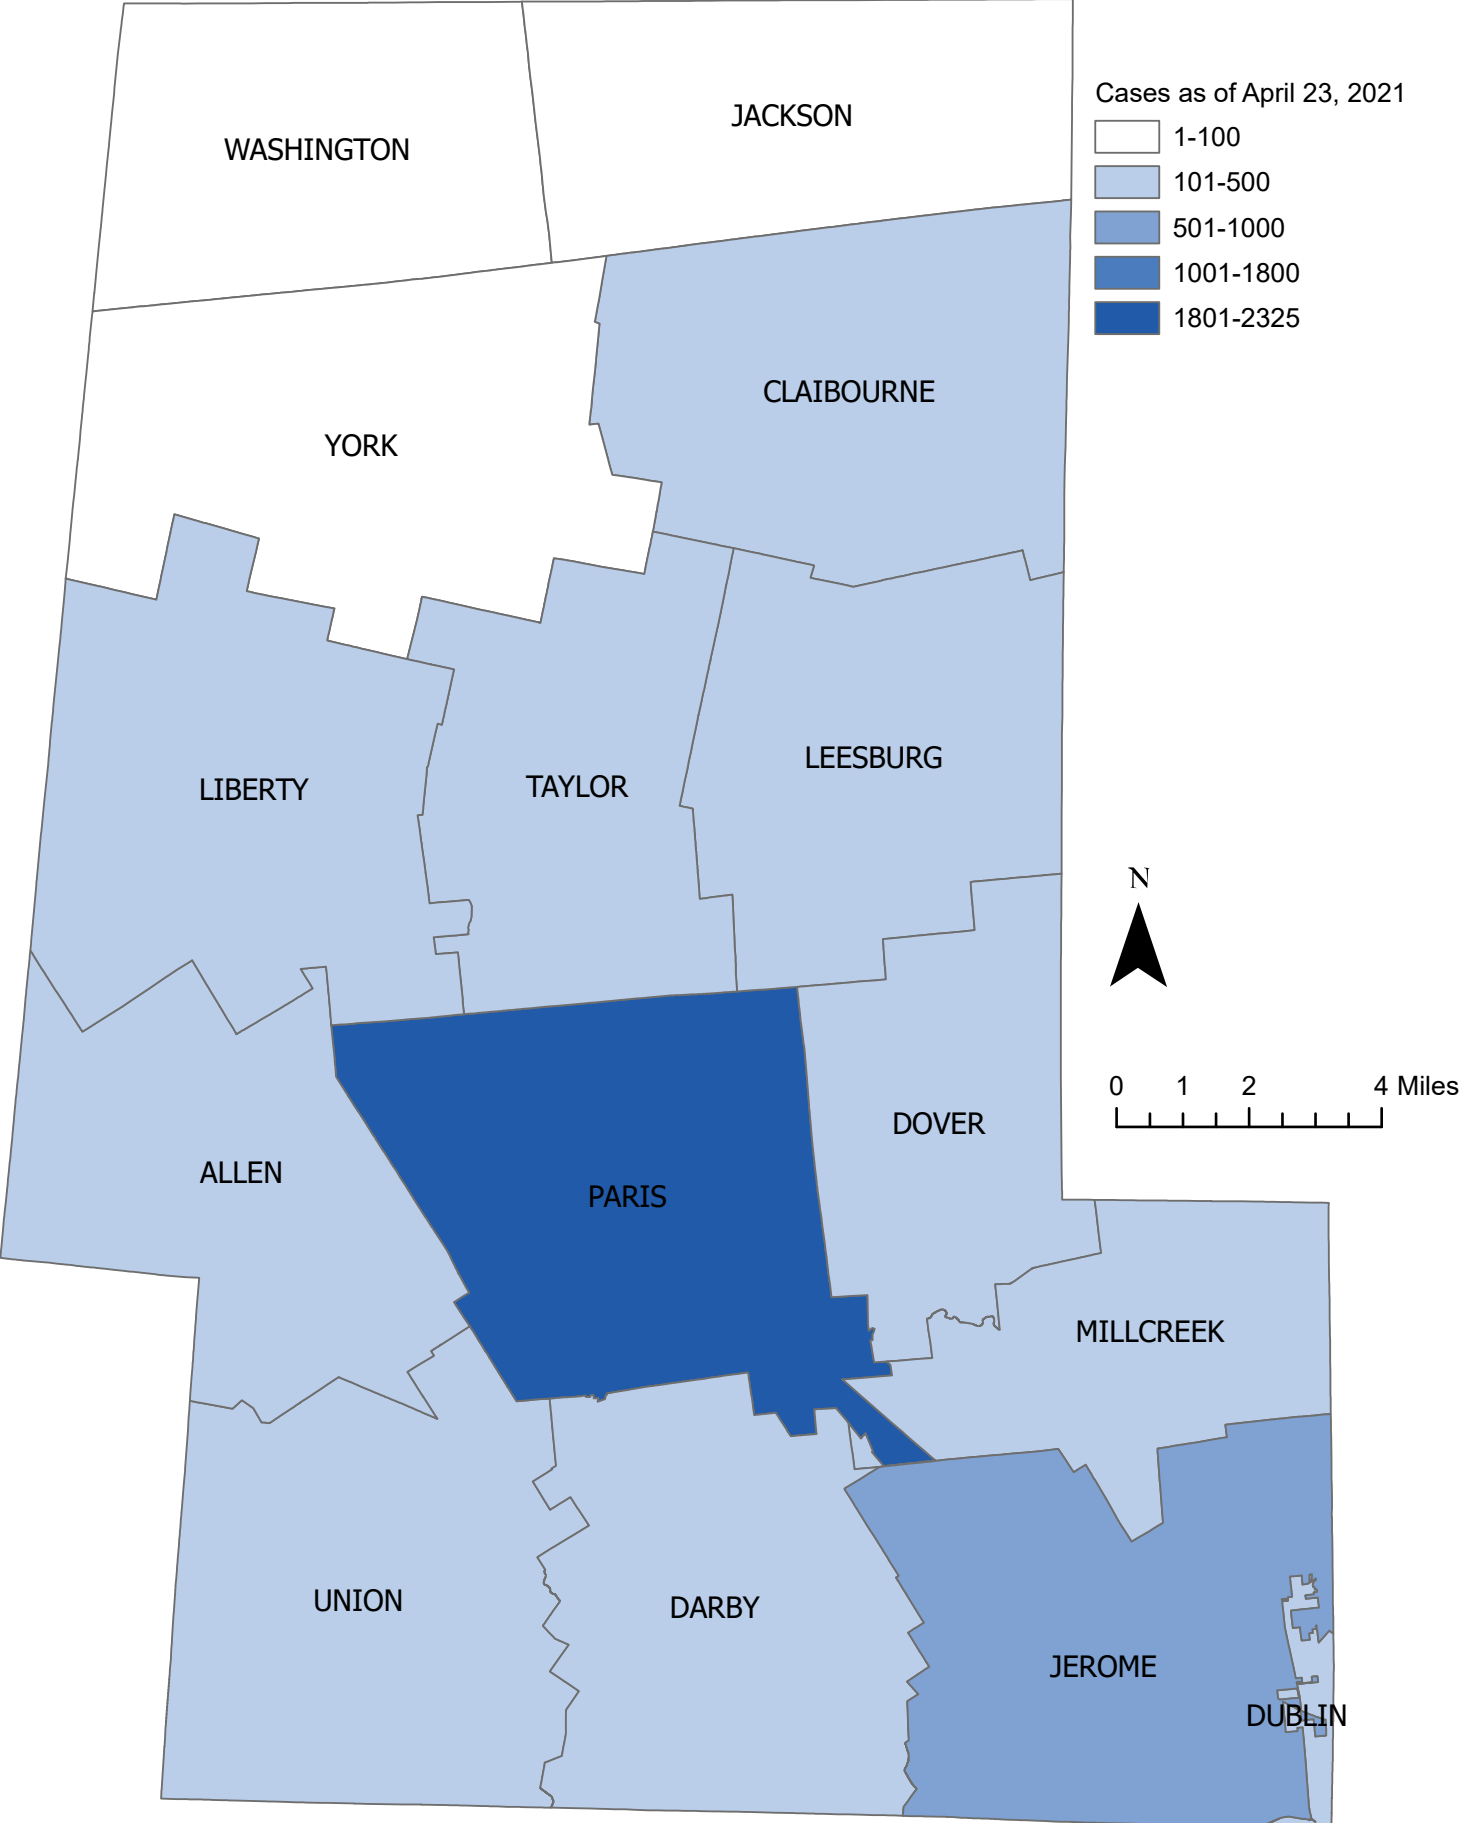 WASHINGTON
JACKSON
Cases as of April 23, 2021
1-100
101-500
501-1000
1001-1800
1801-2325
CLAIBOURNE
YORK
LIBERTY
TAYLOR
LEESBURG
N
0 1 2 4 Miles
DOVER
ALLEN
PARIS
MILLCREEK
UNION
DARBY
JEROME
DUBLIN